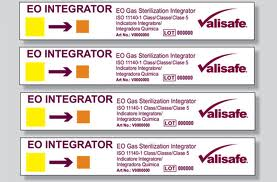 EO INTEGRATOR
EO Gas Sterilization Integrator
ISO 11140-1 Class/Classe/Clase 5
Indicatore Integratore/
Integradora Quimica
Art No.: V0000000
LOT 000000
Valisafe
EO INTEGRATOR
EO Gas Sterilization Integrator
ISO 11140-1 Class/Classe/Clase 5
Indicatore Integratore/
Integradora Quimica
Art No.: V0000000
LOT 000000
Valisafe
EO INTEGRATOR
EO Gas Sterilization Integrator
ISO 11140-1 Class/Classe/Clase 5
Indicatore Integratore/
Integradora Quimica
Art No.: V0000000
LOT 000000
Valisafe
EO INTEGRATOR
EO Gas Sterilization Integrator
ISO 11140-1 Class/Classe/Clase 5
Indicatore Integratore/
Integradora Quimica
Art No.: V0000000
LOT 000000
Valisafe